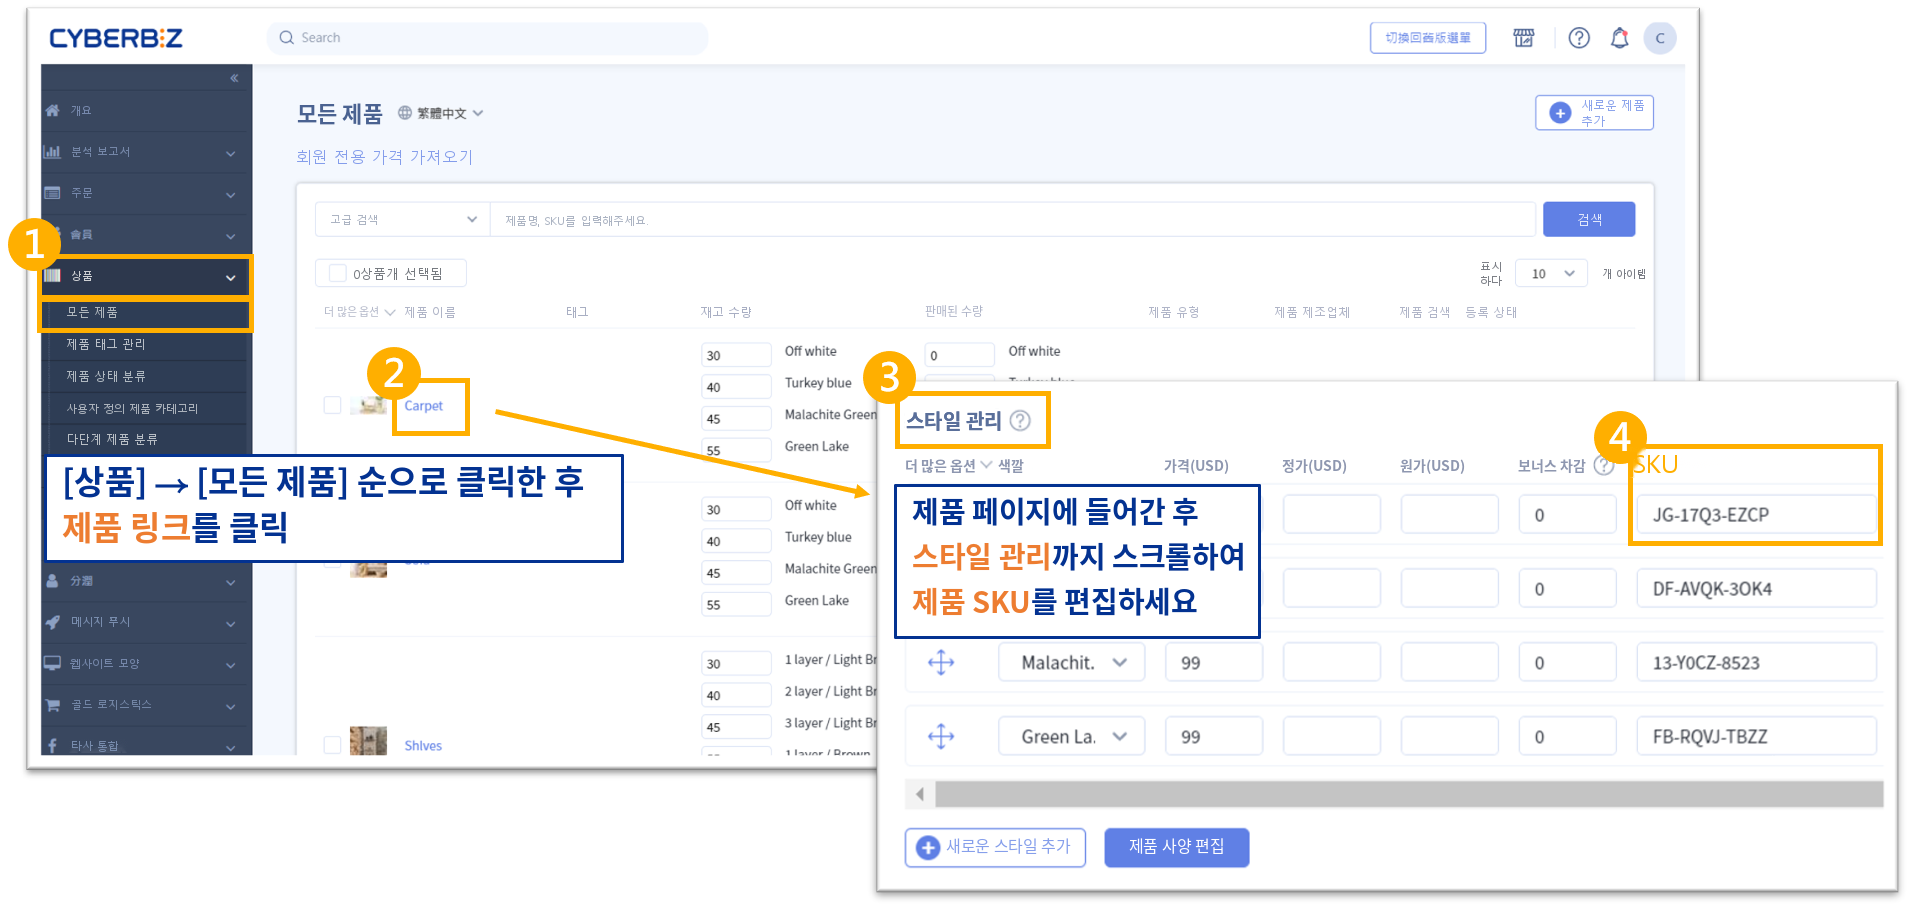 CYBERBIZ
Search
切換回舊版選單
C
«
개요
분석 보고서
주문
會員
상품
모든 제품
제품 태그 관리
제품 상태 분류
사용자 정의 제품 카테고리
다단계 제품 분류
分潤
메시지 푸시
웹사이트 모양
골드 로지스틱스
타사 통합
1
모든 제품
繁體中文
새로운 제품
추가
회원 전용 가격 가져오기
고급 검색
제품명, SKU를 입력해주세요.
검색
0상품개 선택됨
표시
하다
10
개 아이템
더 많은 옵션 제품 이름 태그 재고 수량 판매된 수량 제품 유형 제품 제조업체 제품 검색 등록 상태
2
Carpet
30 Off white 0 Off white
40 Turkey blue
45 Malachite Green
55 Green Lake
30 Off white
40 Turkey blue
45 Malachite Green
55 Green Lake
Shlves
30 1 layer / Light Br
40 2 layer / Light Br
45 3 layer / Light Br
1 layer / Brown
[상품] → [모든 제품] 순으로 클릭한 후
제품 링크를 클릭
3
스타일 관리
4
더 많은 옵션 색깔 가격(USD) 정가(USD) 원가(USD) 보너스 차감 SKU
제품 페이지에 들어간 후
스타일 관리까지 스크롤하여
제품 SKU를 편집하세요
0 JG-17Q3-EZCP
0 DF-AVQK-3OK4
Malachit. 99 0 13-Y0CZ-8523
Green La. 99 0 FB-RQVJ-TBZZ
새로운 스타일 추가
제품 사양 편집